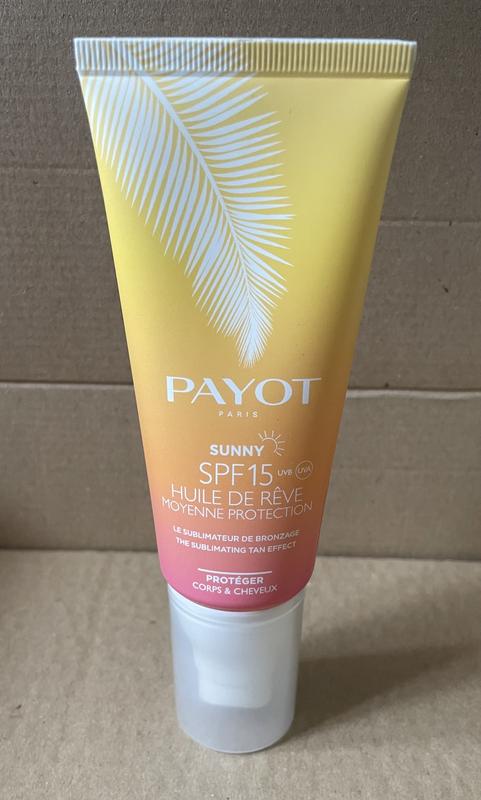 PAYOT
PARIS
SUNNY
SPF15 UVB UVA
HUILE DE RÊVE
MOYENNE PROTECTION
LE SUBLIMATEUR DE BRONZAGE
THE SUBLIMATING TAN EFFECT
PROTÉGER
CORPS & CHEVEUX